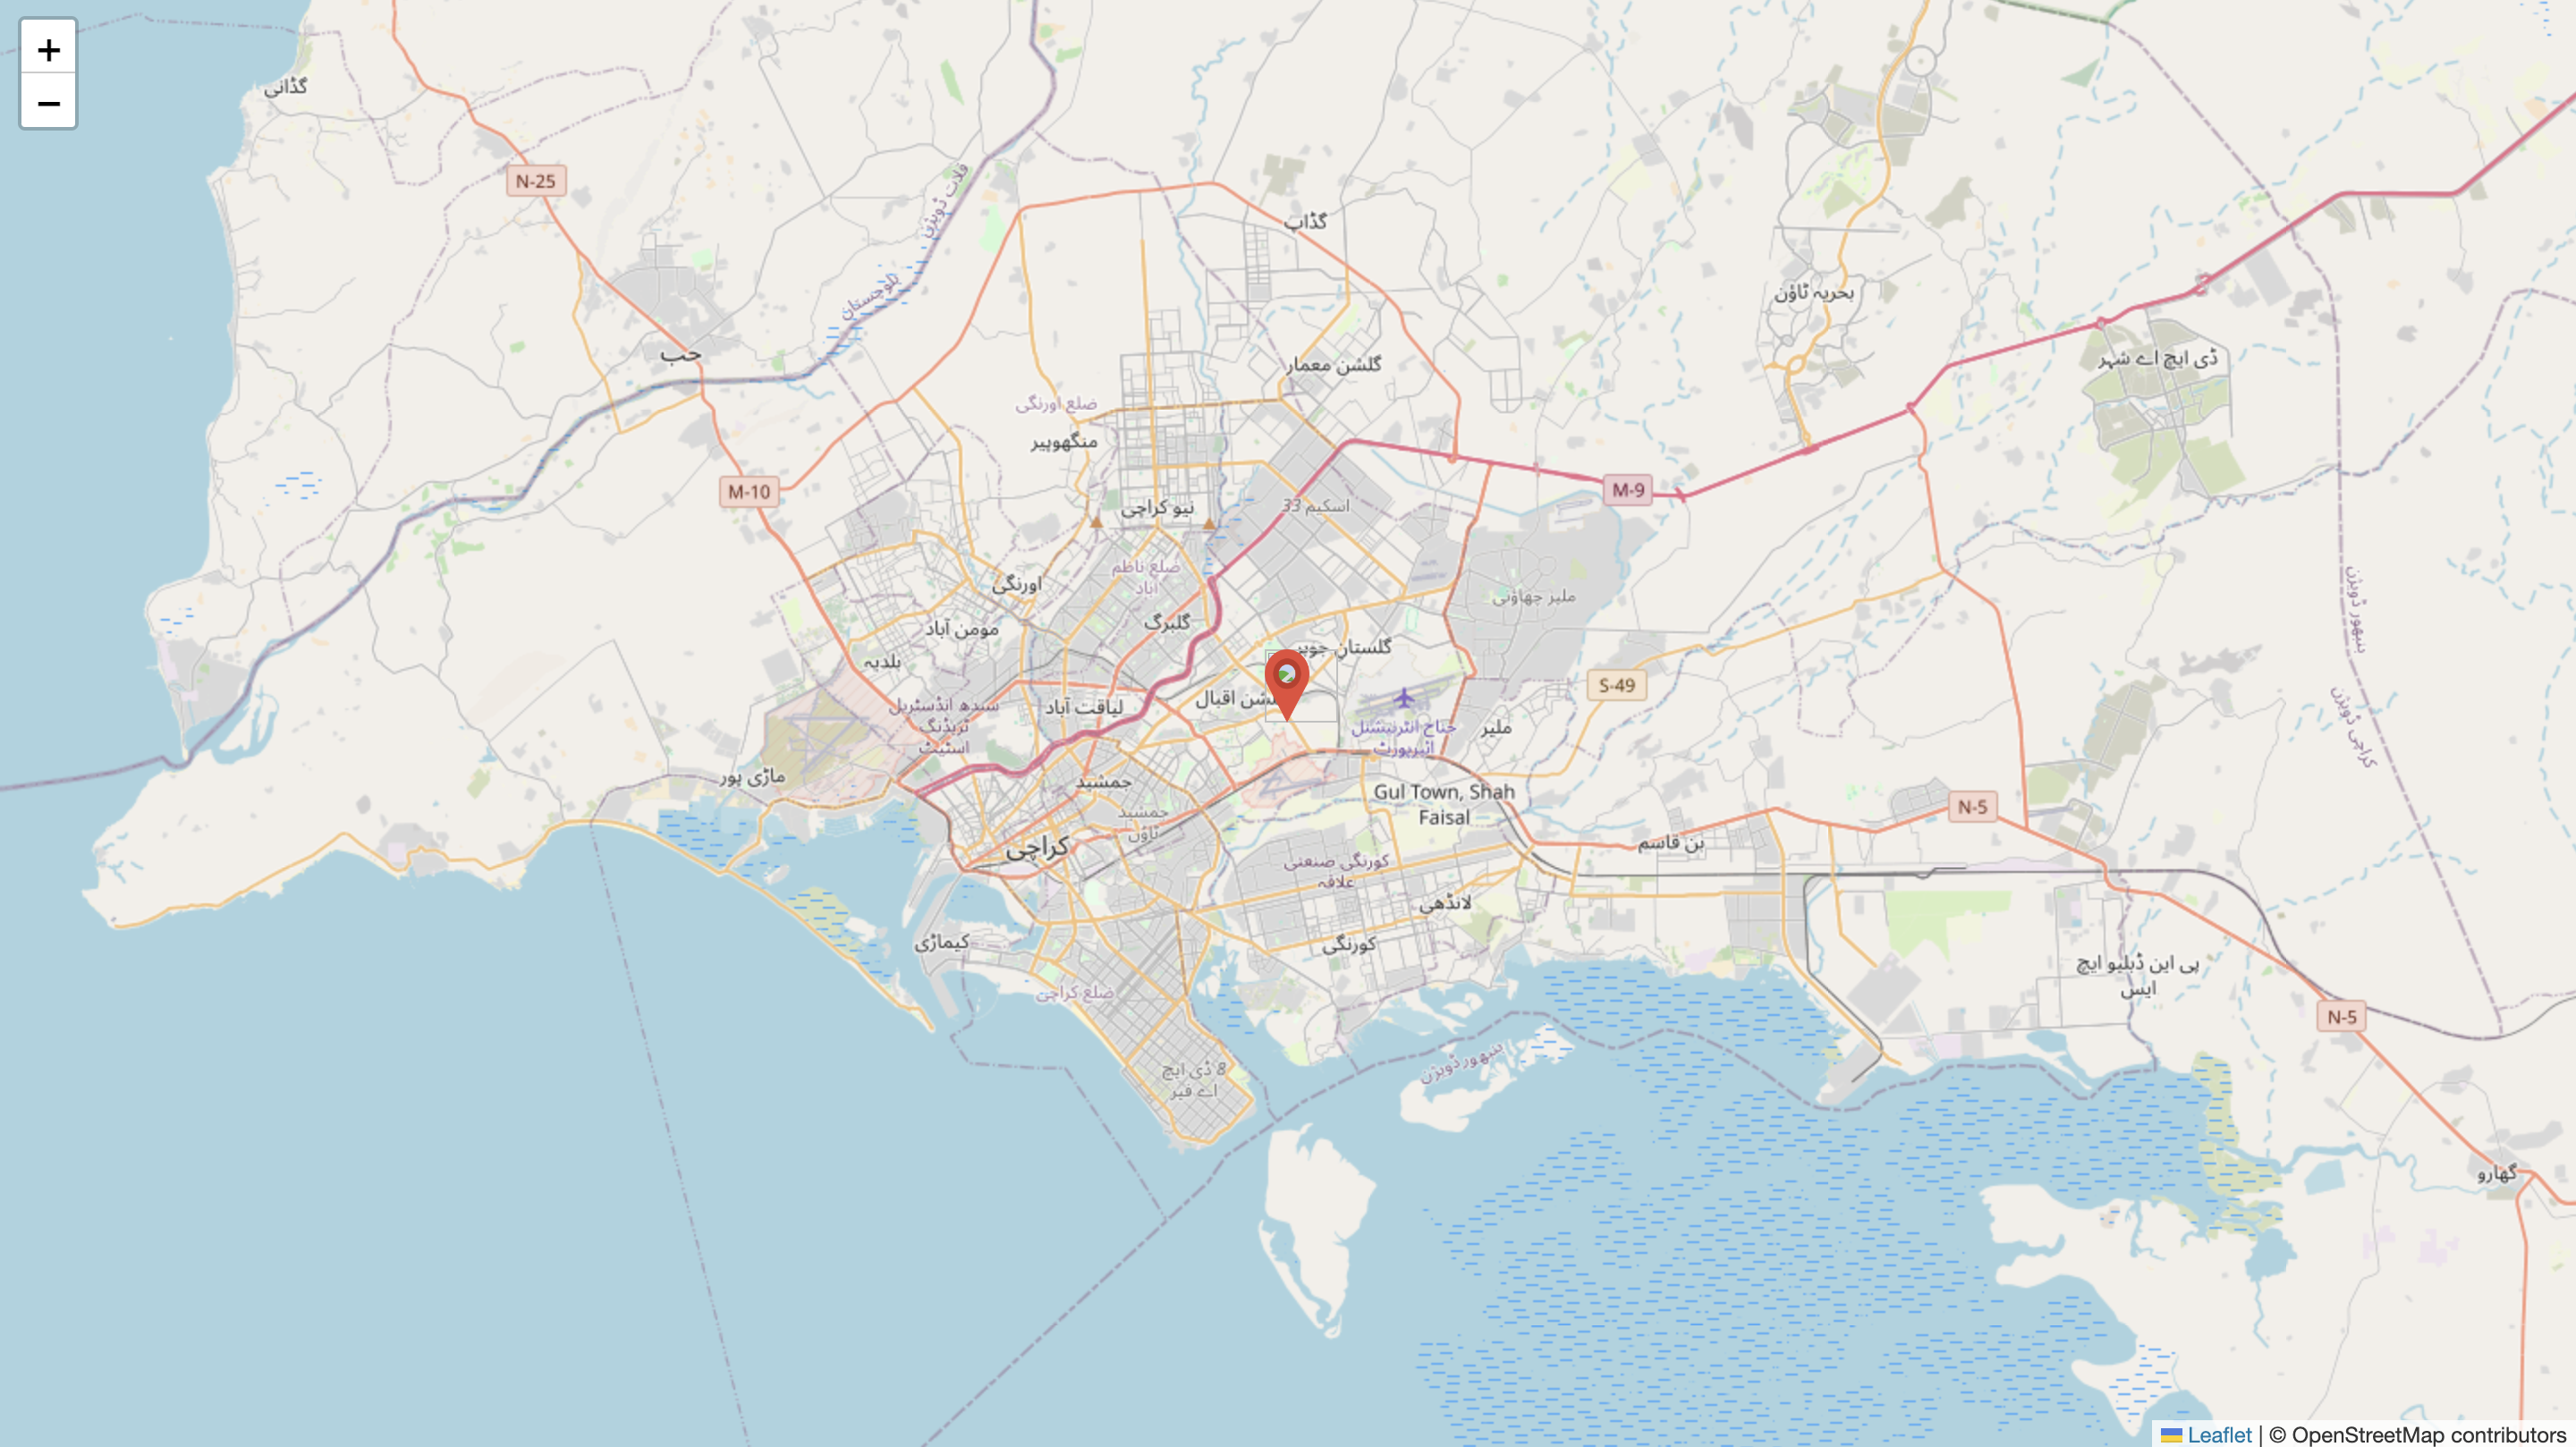 +
−
گڈانی
N-25
قلات ڈویژن
گڈاپ
بلوچستان
بحریہ ٹاؤن
حب
گلشن معمار
ڈی ایچ اے شہر
ضلع اورنگی
منگھوپیر
M-10
M-9
نیو کراچی
اسکیم 33
ضلع ناظم
آباد
اورنگی
ملیر چھاؤنی
گلبرگ
مومن آباد
گلستان جوہر
بلدیہ
S-49
سندھ انڈسٹریل
ٹریڈنگ
اسٹیٹ
لیاقت آباد
اقبال
جناح انٹرنیشنل
ائیرپورٹ
ملیر
بنبھور ڈویژن
کراچی ڈویژن
ماڑی پور
جمشید
Gul Town, Shah
Faisal
جمشید
ٹاؤن
N-5
کراچی
بن قاسم
کورنگی صنعتی
علاقہ
لانڈھی
کیماڑی
کورنگی
پی این ڈبلیو ایچ
ایس
ضلع کراچی
N-5
بنبھور ڈویژن
8 ڈی ایچ
اے فیز
گھارو
Leaflet | © OpenStreetMap contributors